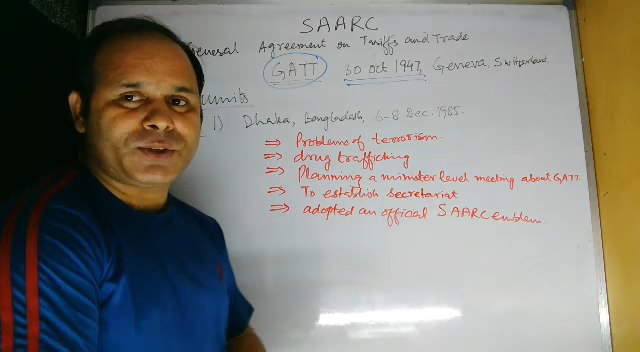 SAARC
General Agreement on Tariffs and Trade
GATT 30 Oct 1947, Geneva, Switzerland
1) Dhaka, Bangladesh, 6-8 Dec. 1985.
⇒ Problems of terrorism.
⇒ drug trafficking
⇒ Planning a minster level meeting about GATT.
⇒ To establish secretariat
⇒ adopted an official SAARC emblem.